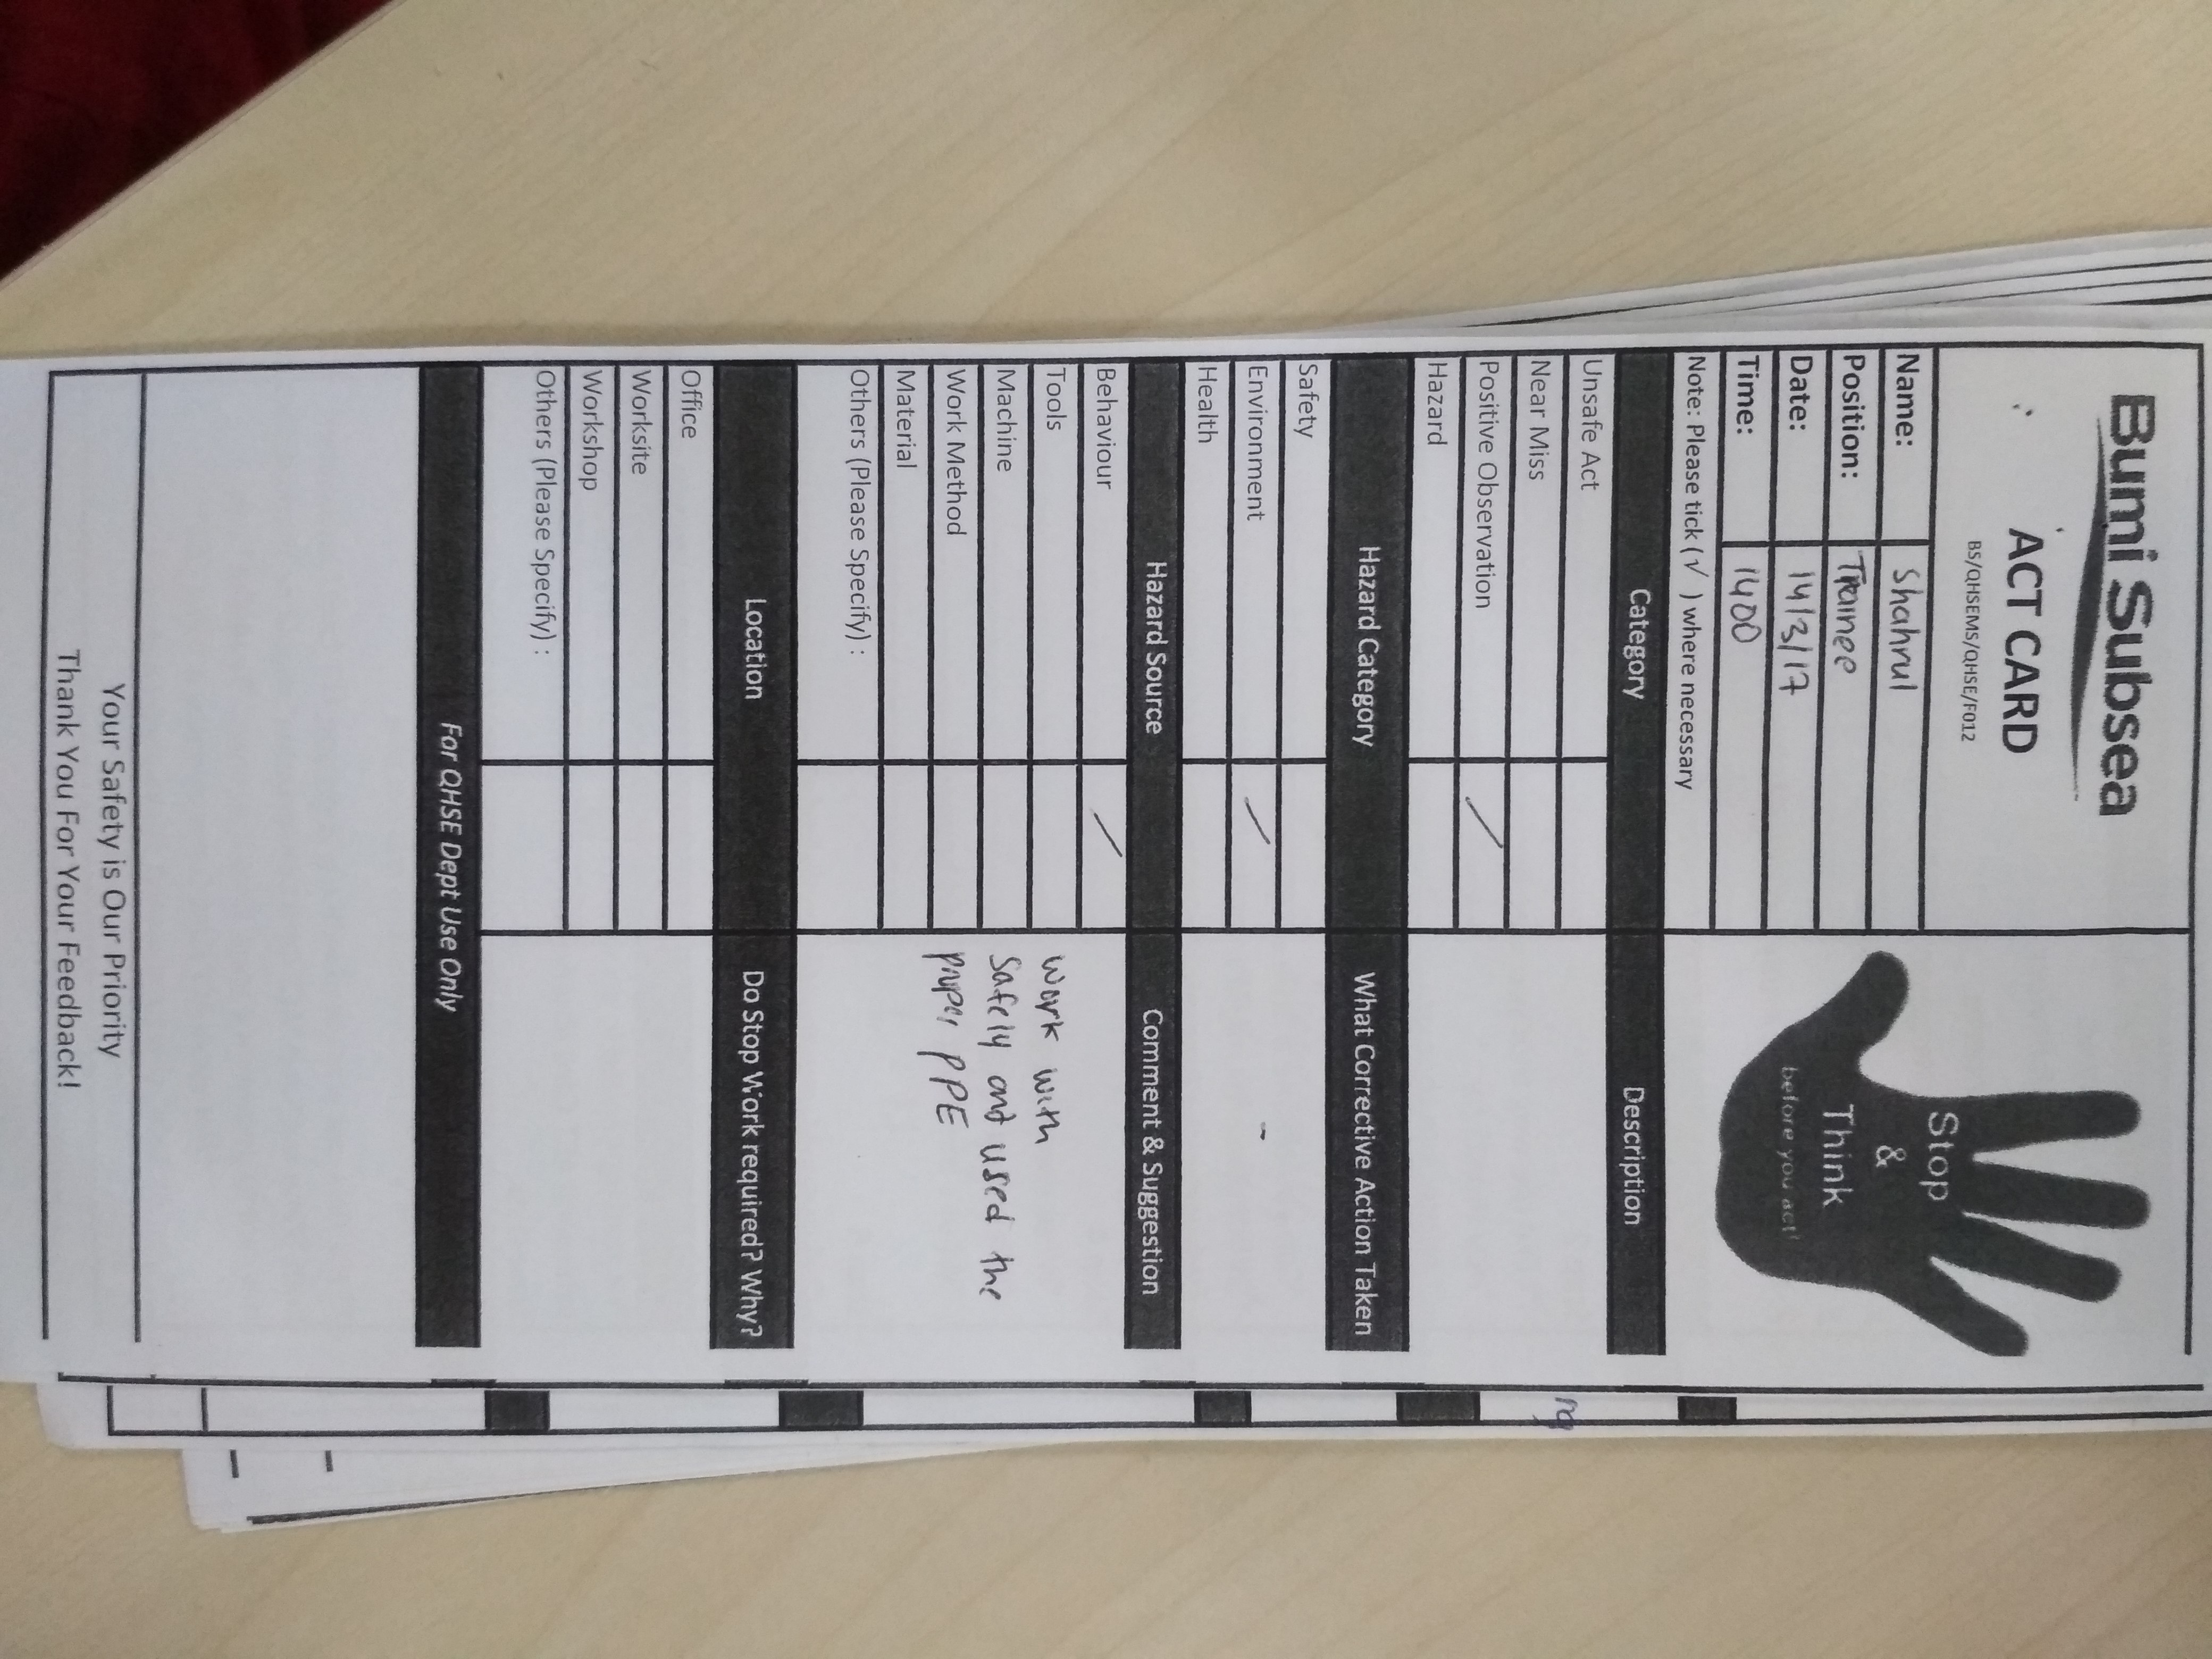 Bumi Subsea
ACT CARD
BS/QHSEMS/QHSE/F012
Stop
&
Think
before you act!
Name: Shahrul
Position: Trainee
Date: 14/3/17
Time: 1400
Note: Please tick (√ ) where necessary
Category Description
Unsafe Act
Near Miss
Positive Observation /
Hazard
Hazard Category What Corrective Action Taken
Safety
Environment / -
Health
Hazard Source Comment & Suggestion
Behaviour /
Tools
Machine
Work Method
Material
Others (Please Specify) :
Work with
Safely and used the
proper PPE
Location Do Stop Work required? Why?
Office
Worksite
Workshop
Others (Please Specify) :
For QHSE Dept Use Only
Your Safety is Our Priority
Thank You For Your Feedback!